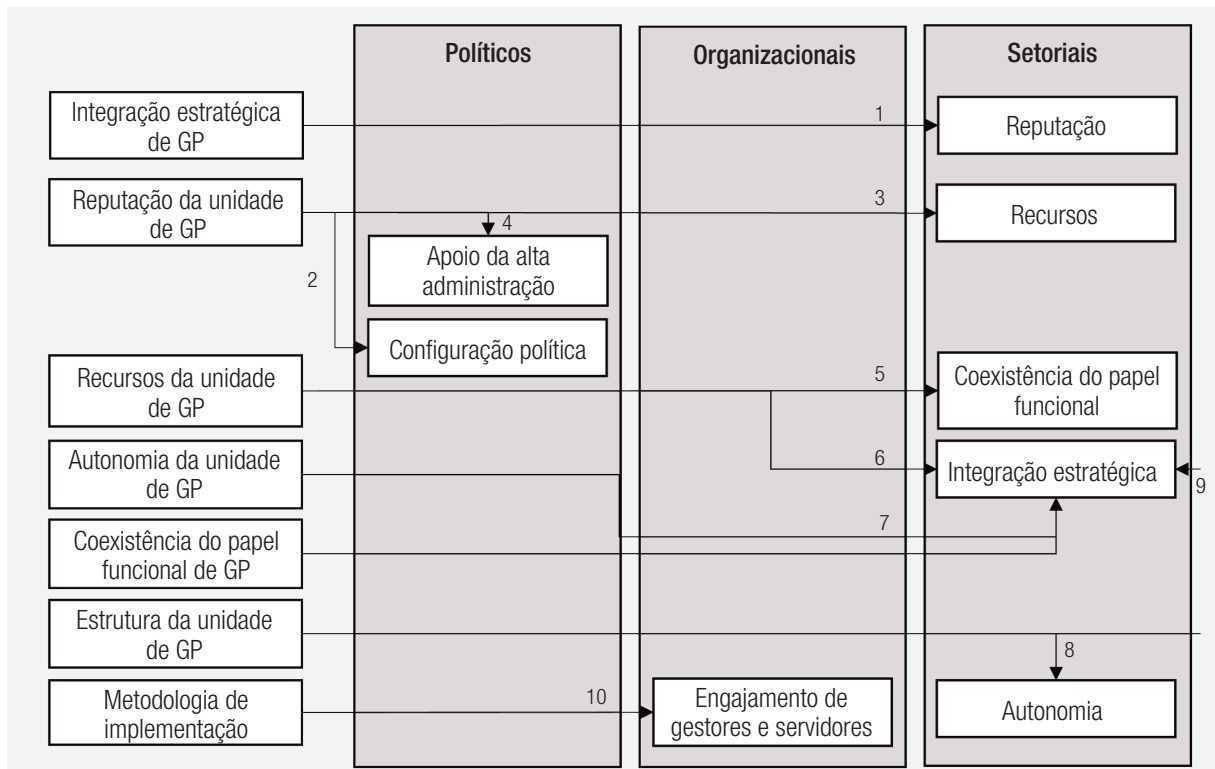 Políticos
Organizacionais
Setoriais
Integração estratégica
de GP
1
Reputação
Reputação da unidade
de GP
3
Recursos
4
Apoio da alta
administração
2
Configuração política
Recursos da unidade
de GP
5
Coexistência do papel
funcional
Autonomia da unidade
de GP
6
Integração estratégica
9
7
Coexistência do papel
funcional de GP
Estrutura da unidade
de GP
8
Metodologia de
implementação
10
Engajamento de
gestores e servidores
Autonomia